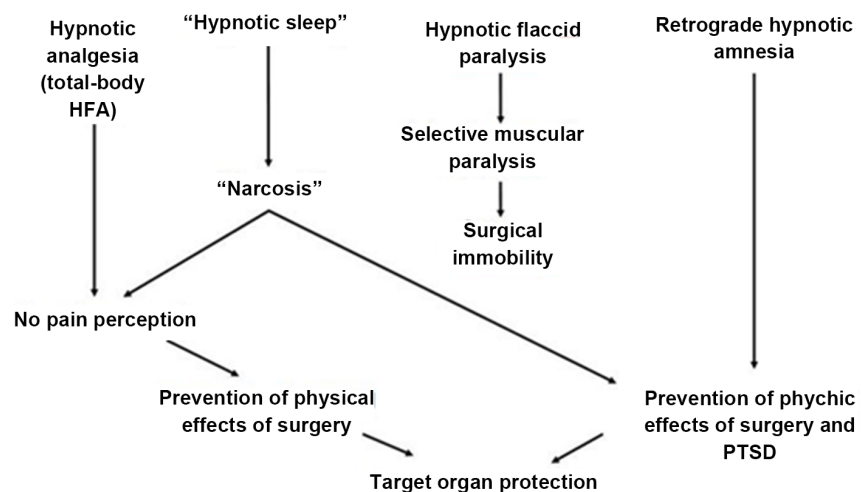 Hypnotic
analgesia
(total-body
HFA)
“Hypnotic sleep”
Hypnotic flaccid
paralysis
Retrograde hypnotic
amnesia
Selective muscular
paralysis
“Narcosis”
Surgical
immobility
No pain perception
Prevention of physical
effects of surgery
Prevention of phychic
effects of surgery and
PTSD
Target organ protection